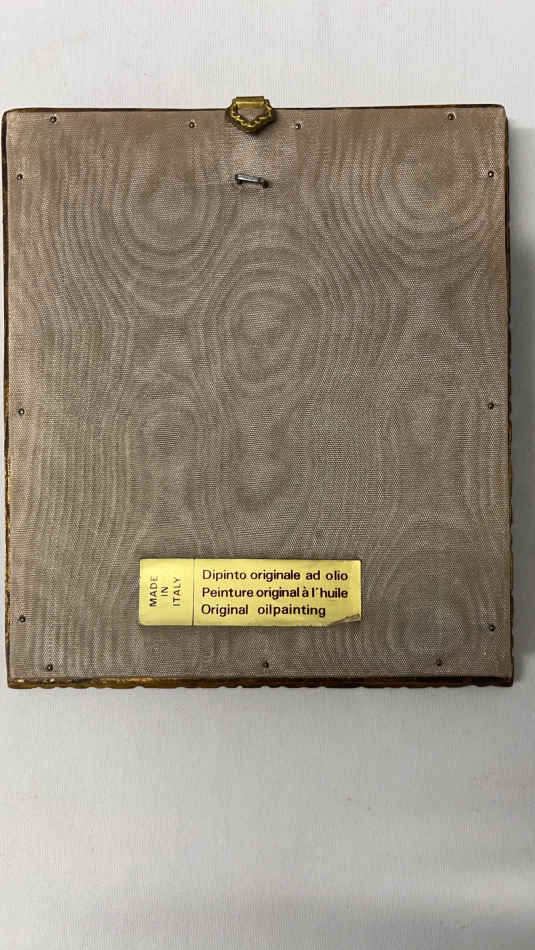 MADE
IN
ITALY
Dipinto originale ad olio
Peinture original à l'huile
Original oilpainting